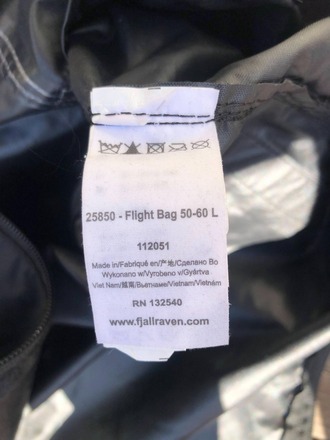 25850 - Flight Bag 50-60 L
112051
Made in/Fabriqué en/产地/Сделано Во
Wykonano w/Vyrobeno v/Gyártva
Viet Nam/越南/Вьетнам/Vietnam/Vietnám
RN 132540
www.fjallraven.com